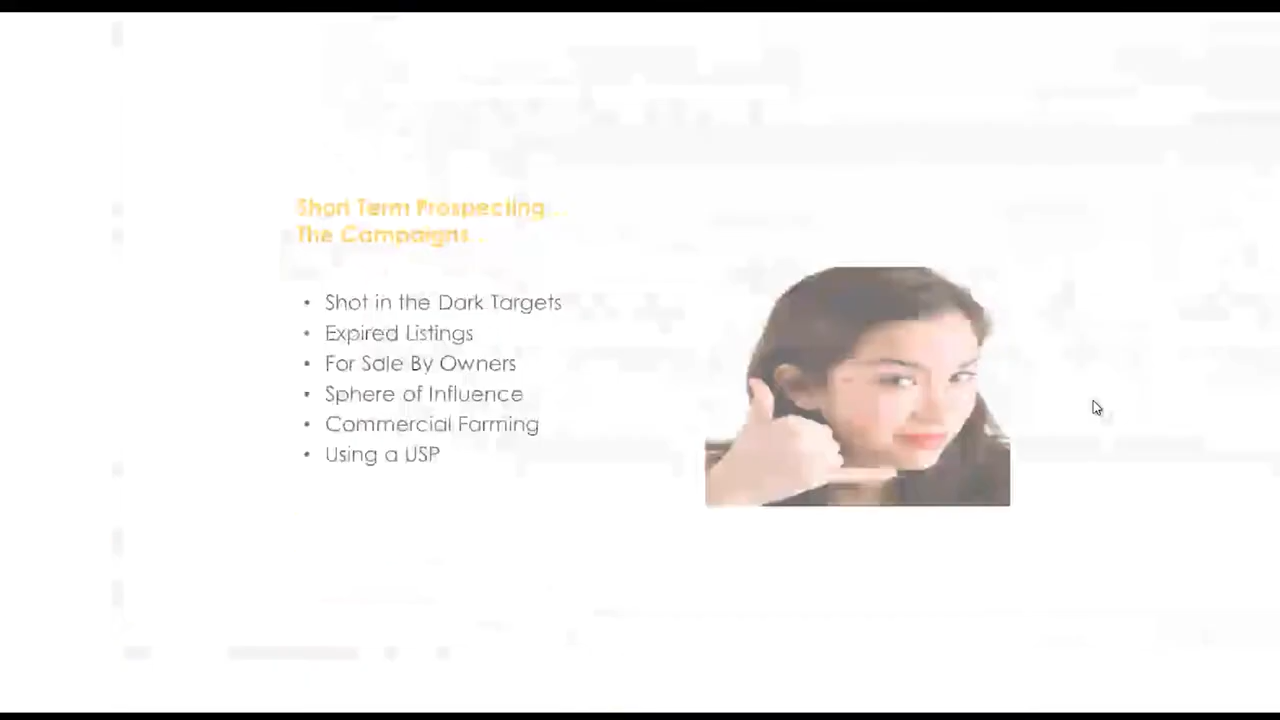 Short Term Prospecting...
The Campaigns...
• Shot in the Dark Targets
• Expired Listings
• For Sale By Owners
• Sphere of Influence
• Commercial Farming
• Using a USP